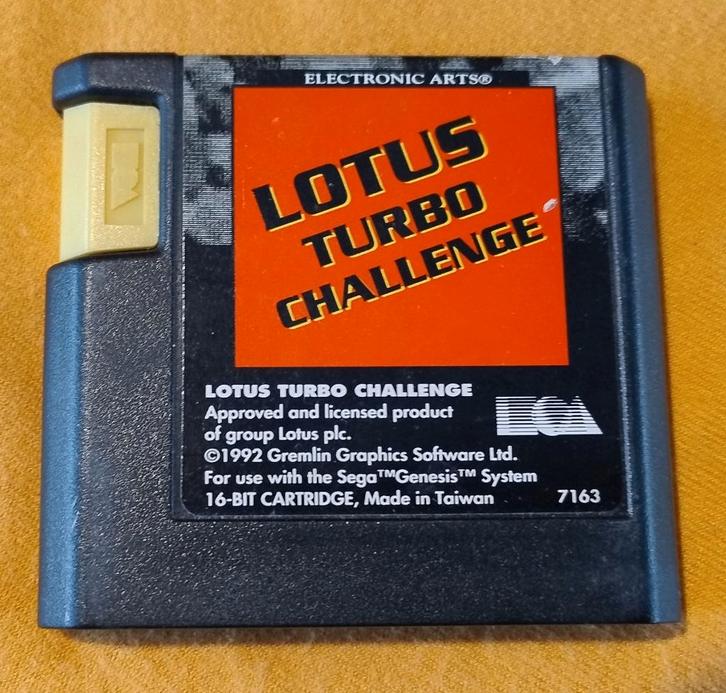 ELECTRONIC ARTS®
LOTUS
TURBO
CHALLENGE
LOTUS TURBO CHALLENGE
Approved and licensed product
of group Lotus plc.
©1992 Gremlin Graphics Software Ltd.
For use with the Sega™Genesis™ System
16-BIT CARTRIDGE, Made in Taiwan
7163
EA